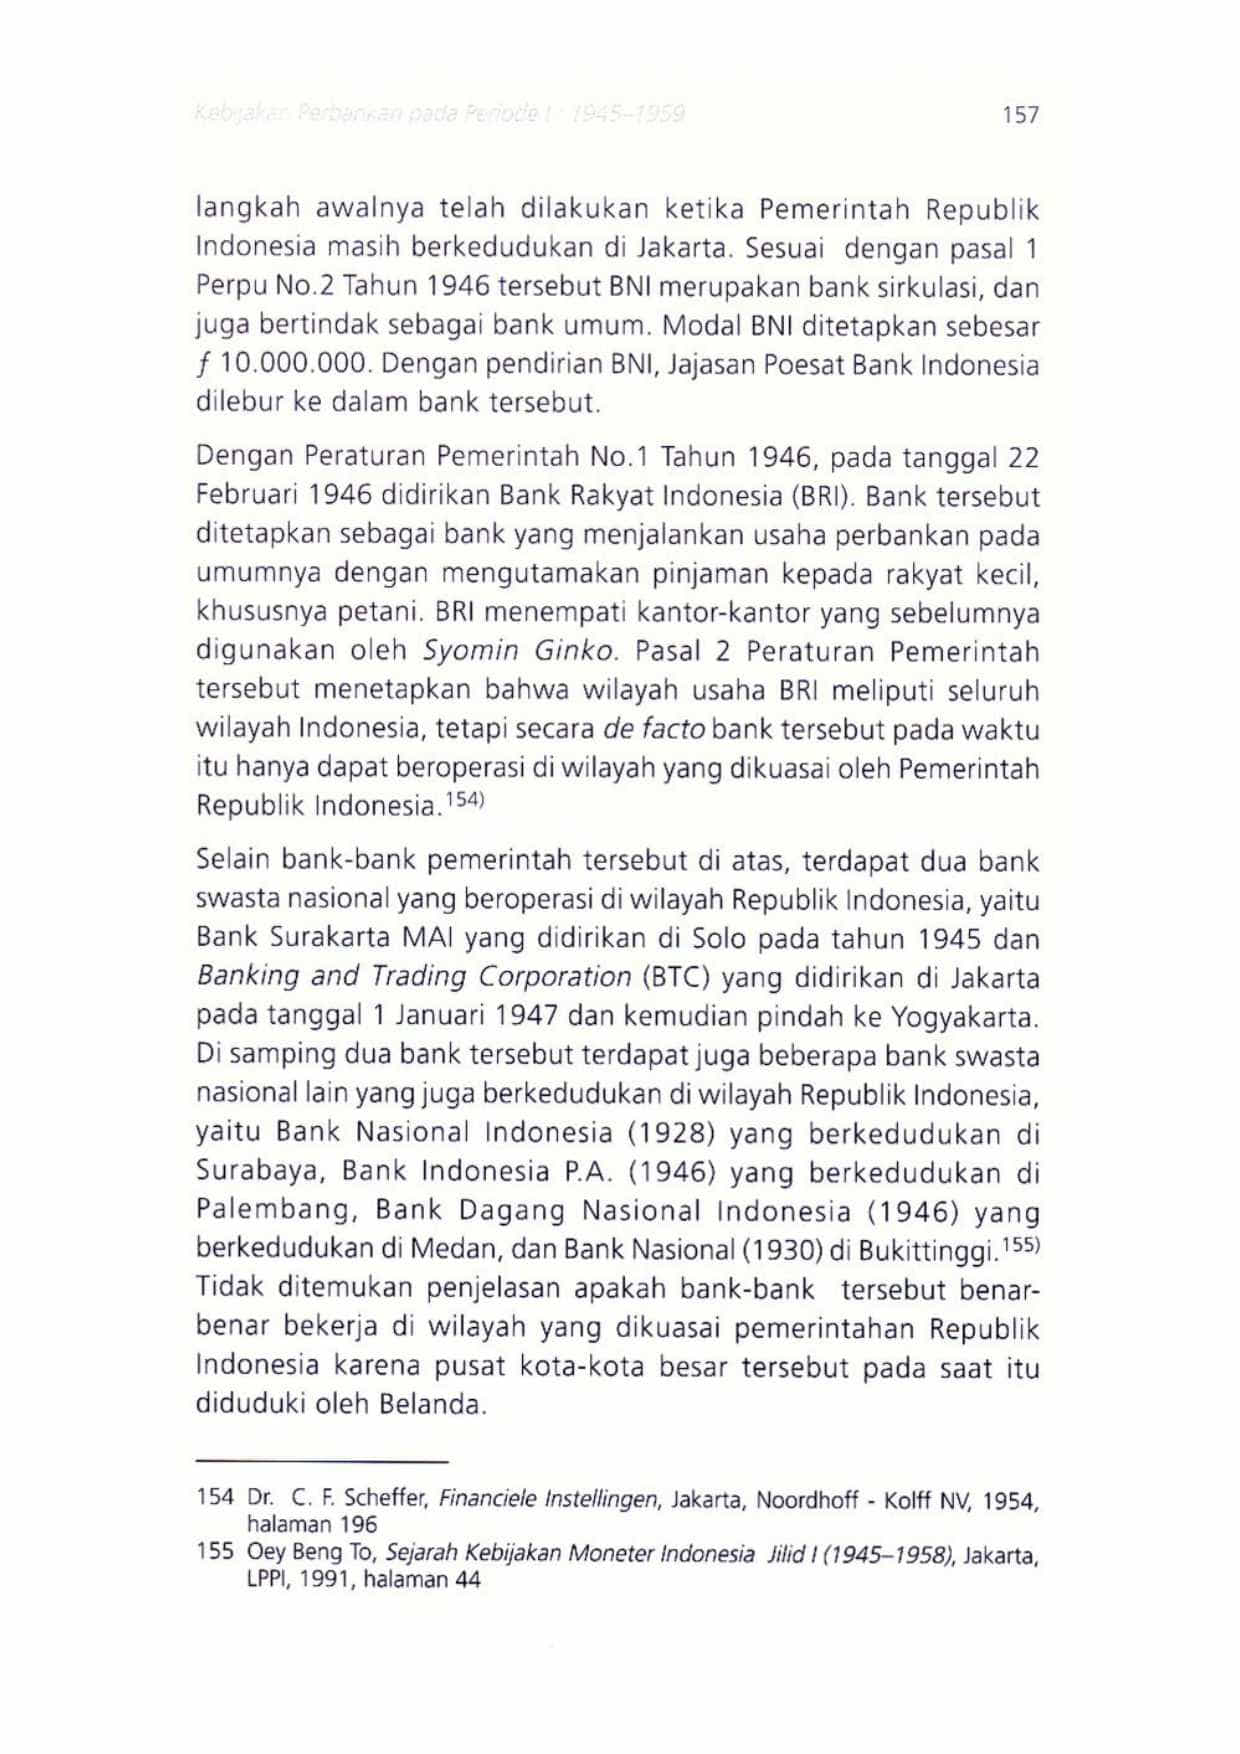 Kebijakan Perbankan pada Periode I : 1945–1959 157
langkah awalnya telah dilakukan ketika Pemerintah Republik
Indonesia masih berkedudukan di Jakarta. Sesuai dengan pasal 1
Perpu No.2 Tahun 1946 tersebut BNI merupakan bank sirkulasi, dan
juga bertindak sebagai bank umum. Modal BNI ditetapkan sebesar
ƒ 10.000.000. Dengan pendirian BNI, Jajasan Poesat Bank Indonesia
dilebur ke dalam bank tersebut.
Dengan Peraturan Pemerintah No.1 Tahun 1946, pada tanggal 22
Februari 1946 didirikan Bank Rakyat Indonesia (BRI). Bank tersebut
ditetapkan sebagai bank yang menjalankan usaha perbankan pada
umumnya dengan mengutamakan pinjaman kepada rakyat kecil,
khususnya petani. BRI menempati kantor-kantor yang sebelumnya
digunakan oleh Syomin Ginko. Pasal 2 Peraturan Pemerintah
tersebut menetapkan bahwa wilayah usaha BRI meliputi seluruh
wilayah Indonesia, tetapi secara de facto bank tersebut pada waktu
itu hanya dapat beroperasi di wilayah yang dikuasai oleh Pemerintah
Republik Indonesia.154)
Selain bank-bank pemerintah tersebut di atas, terdapat dua bank
swasta nasional yang beroperasi di wilayah Republik Indonesia, yaitu
Bank Surakarta MAI yang didirikan di Solo pada tahun 1945 dan
Banking and Trading Corporation (BTC) yang didirikan di Jakarta
pada tanggal 1 Januari 1947 dan kemudian pindah ke Yogyakarta.
Di samping dua bank tersebut terdapat juga beberapa bank swasta
nasional lain yang juga berkedudukan di wilayah Republik Indonesia,
yaitu Bank Nasional Indonesia (1928) yang berkedudukan di
Surabaya, Bank Indonesia P.A. (1946) yang berkedudukan di
Palembang, Bank Dagang Nasional Indonesia (1946) yang
berkedudukan di Medan, dan Bank Nasional (1930) di Bukittinggi.155)
Tidak ditemukan penjelasan apakah bank-bank tersebut benar-
benar bekerja di wilayah yang dikuasai pemerintahan Republik
Indonesia karena pusat kota-kota besar tersebut pada saat itu
diduduki oleh Belanda.
154 Dr. C. F. Scheffer, Financiele Instellingen, Jakarta, Noordhoff - Kolff NV, 1954,
halaman 196
155 Oey Beng To, Sejarah Kebijakan Moneter Indonesia Jilid I (1945–1958), Jakarta,
LPPI, 1991, halaman 44